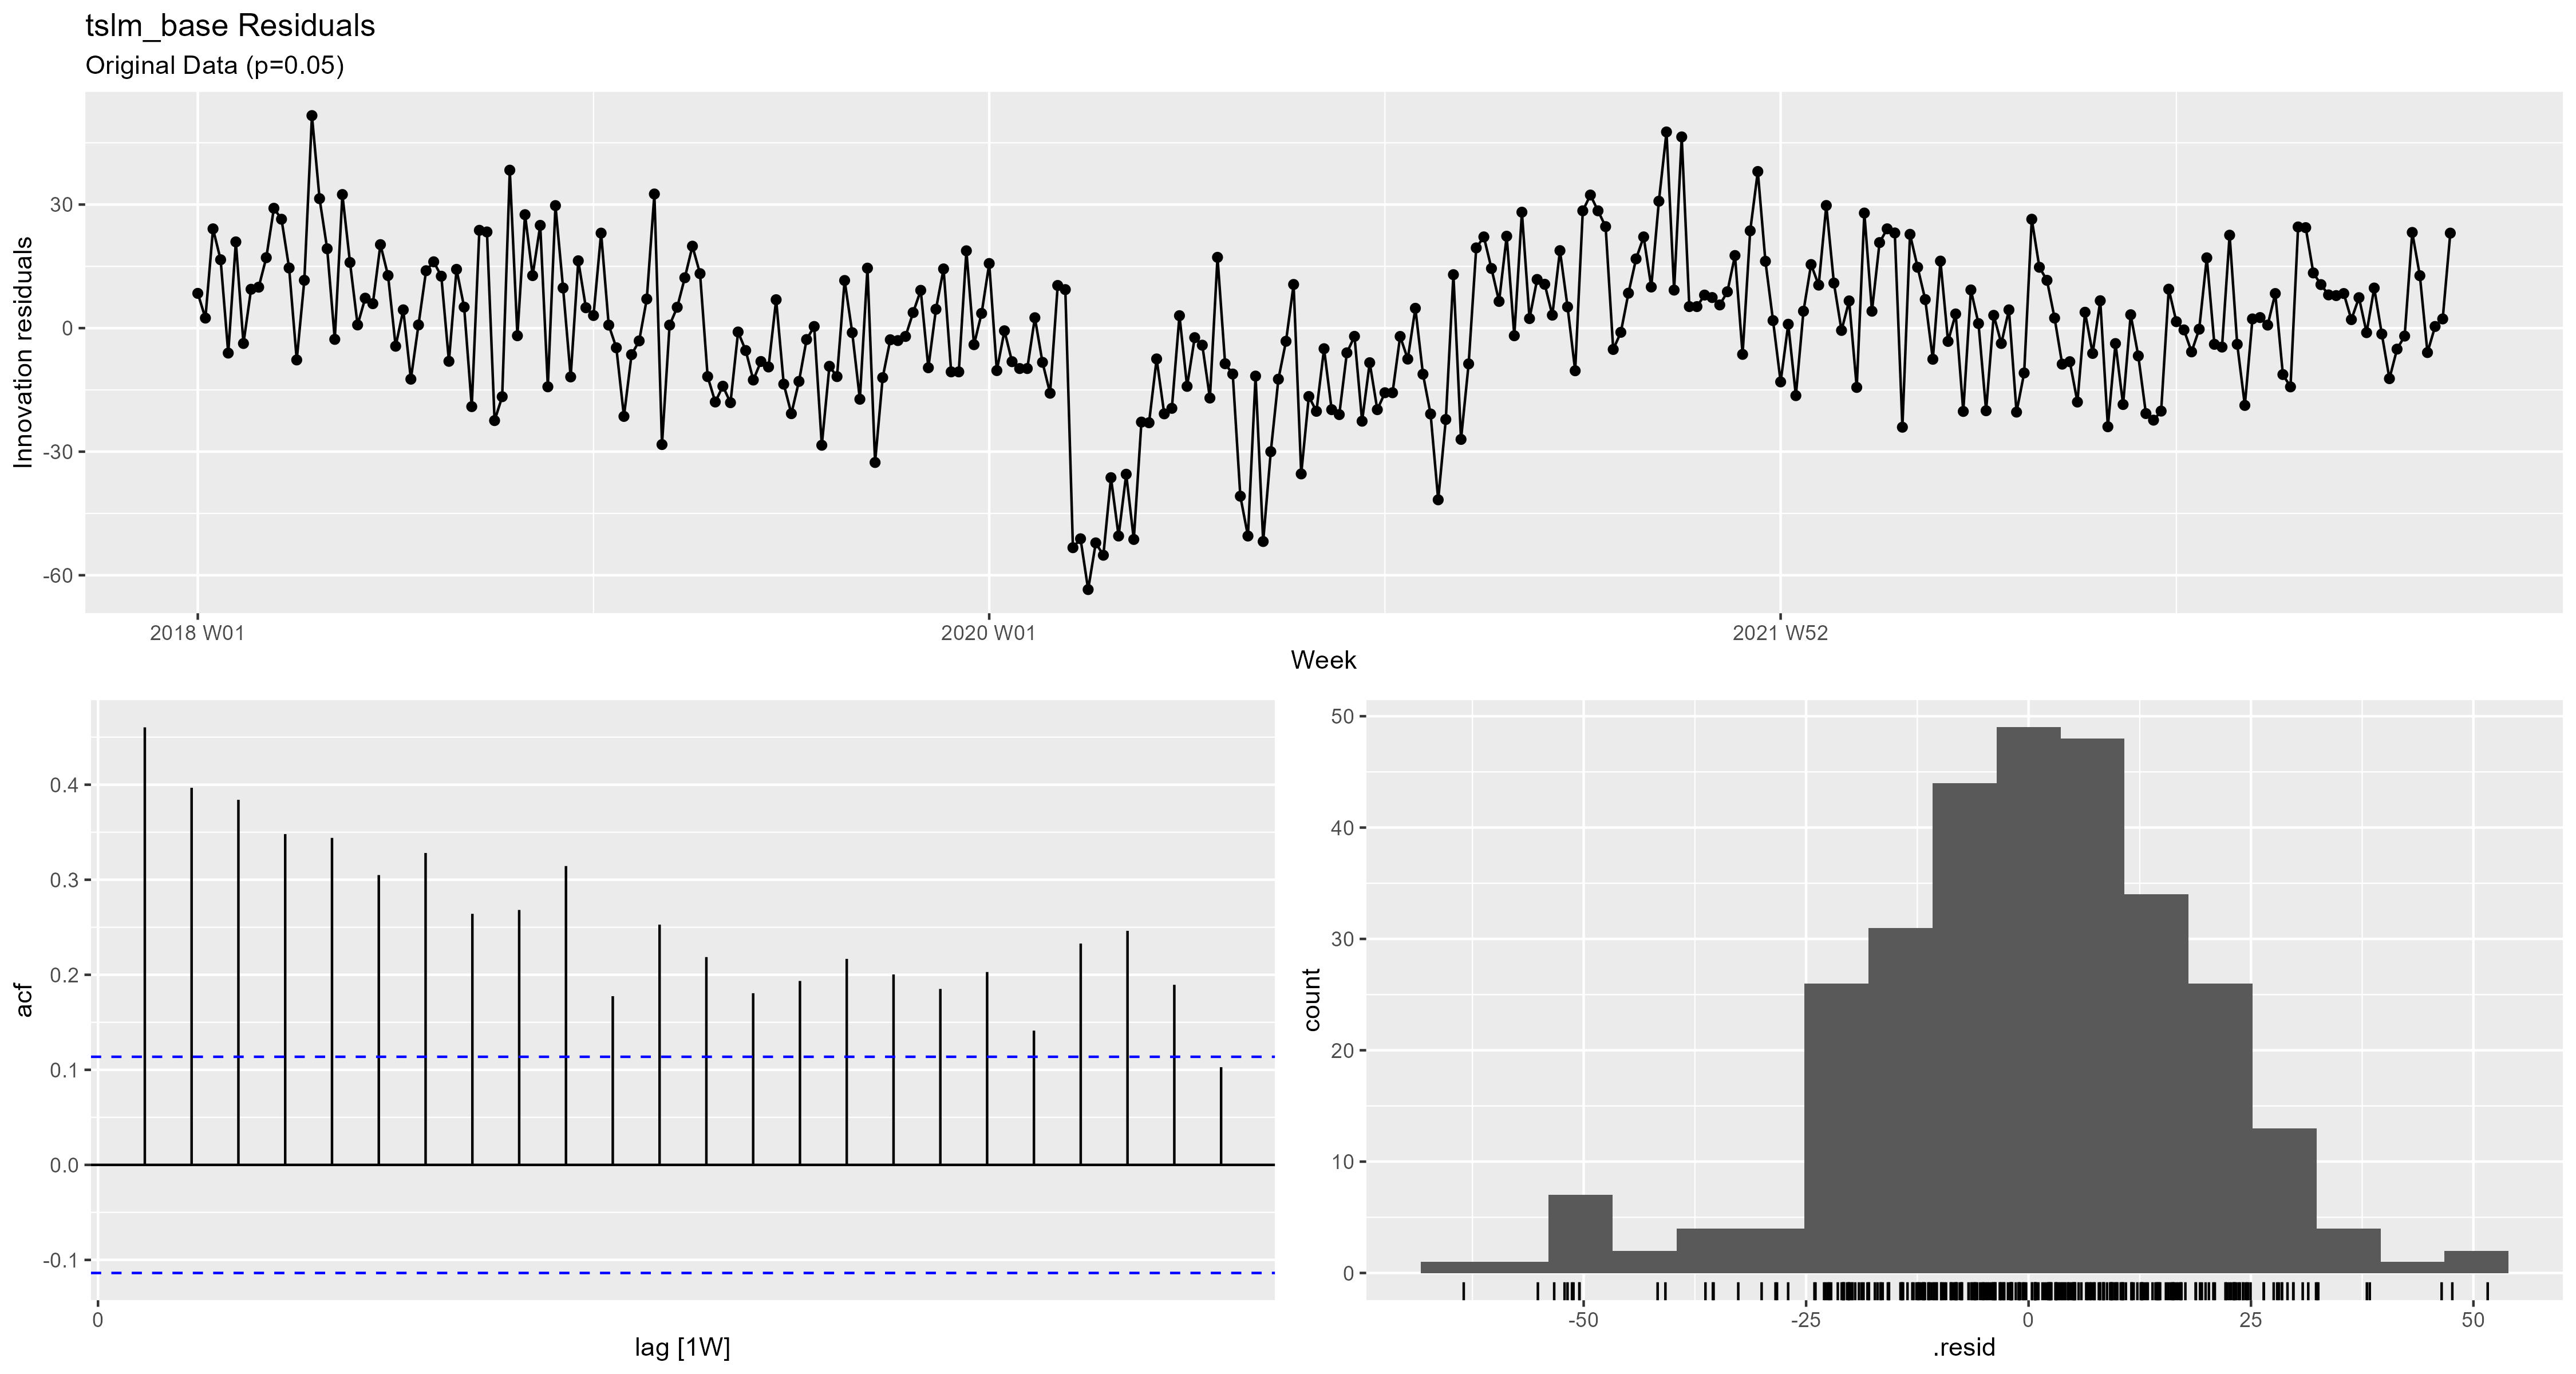 tslm_base Residuals
Original Data (p=0.05)
Innovation residuals
30
0
-30
-60
2018 W01
2020 W01
2021 W52
Week
acf
0.4
0.3
0.2
0.1
0.0
-0.1
0
lag [1W]
count
50
40
30
20
10
0
-50
-25
0
25
50
.resid